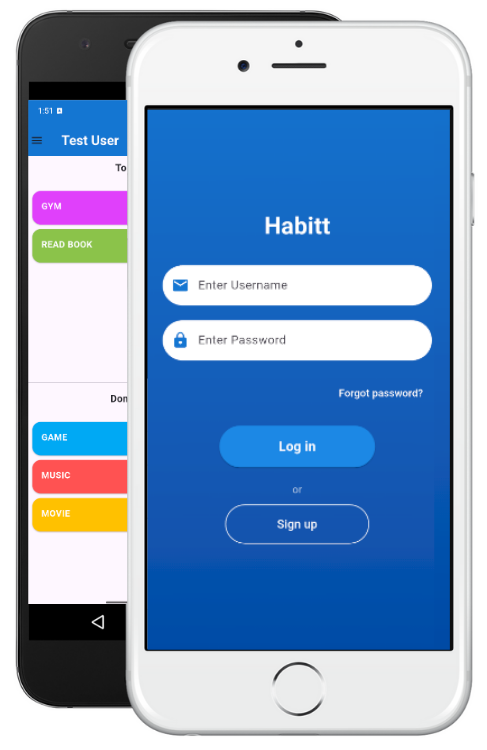 1:51
Test User
To
GYM
READ BOOK
Don
GAME
MUSIC
MOVIE
Habitt
Enter Username
Enter Password
Forgot password?
Log in
or
Sign up